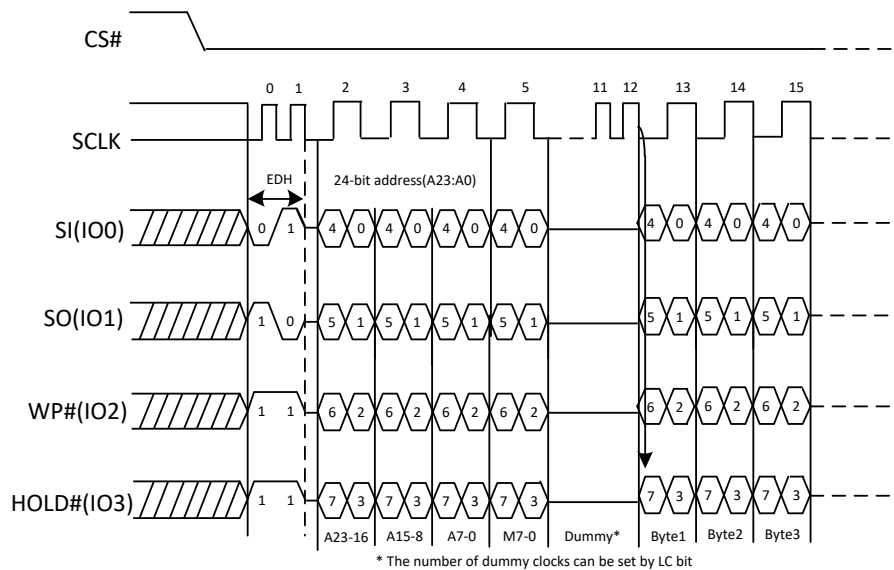 CS#
0 1 2 3 4 5 11 12 13 14 15
SCLK
EDH 24-bit address(A23:A0)
SI(IO0) 0 1 4 0 4 0 4 0 4 0 4 0 4 0 4 0
SO(IO1) 1 0 5 1 5 1 5 1 5 1 5 1 5 1 5 1
WP#(IO2) 1 1 6 2 6 2 6 2 6 2 6 2 6 2 6 2
HOLD#(IO3) 1 1 7 3 7 3 7 3 7 3 7 3 7 3 7 3
A23-16 A15-8 A7-0 M7-0 Dummy* Byte1 Byte2 Byte3
* The number of dummy clocks can be set by LC bit